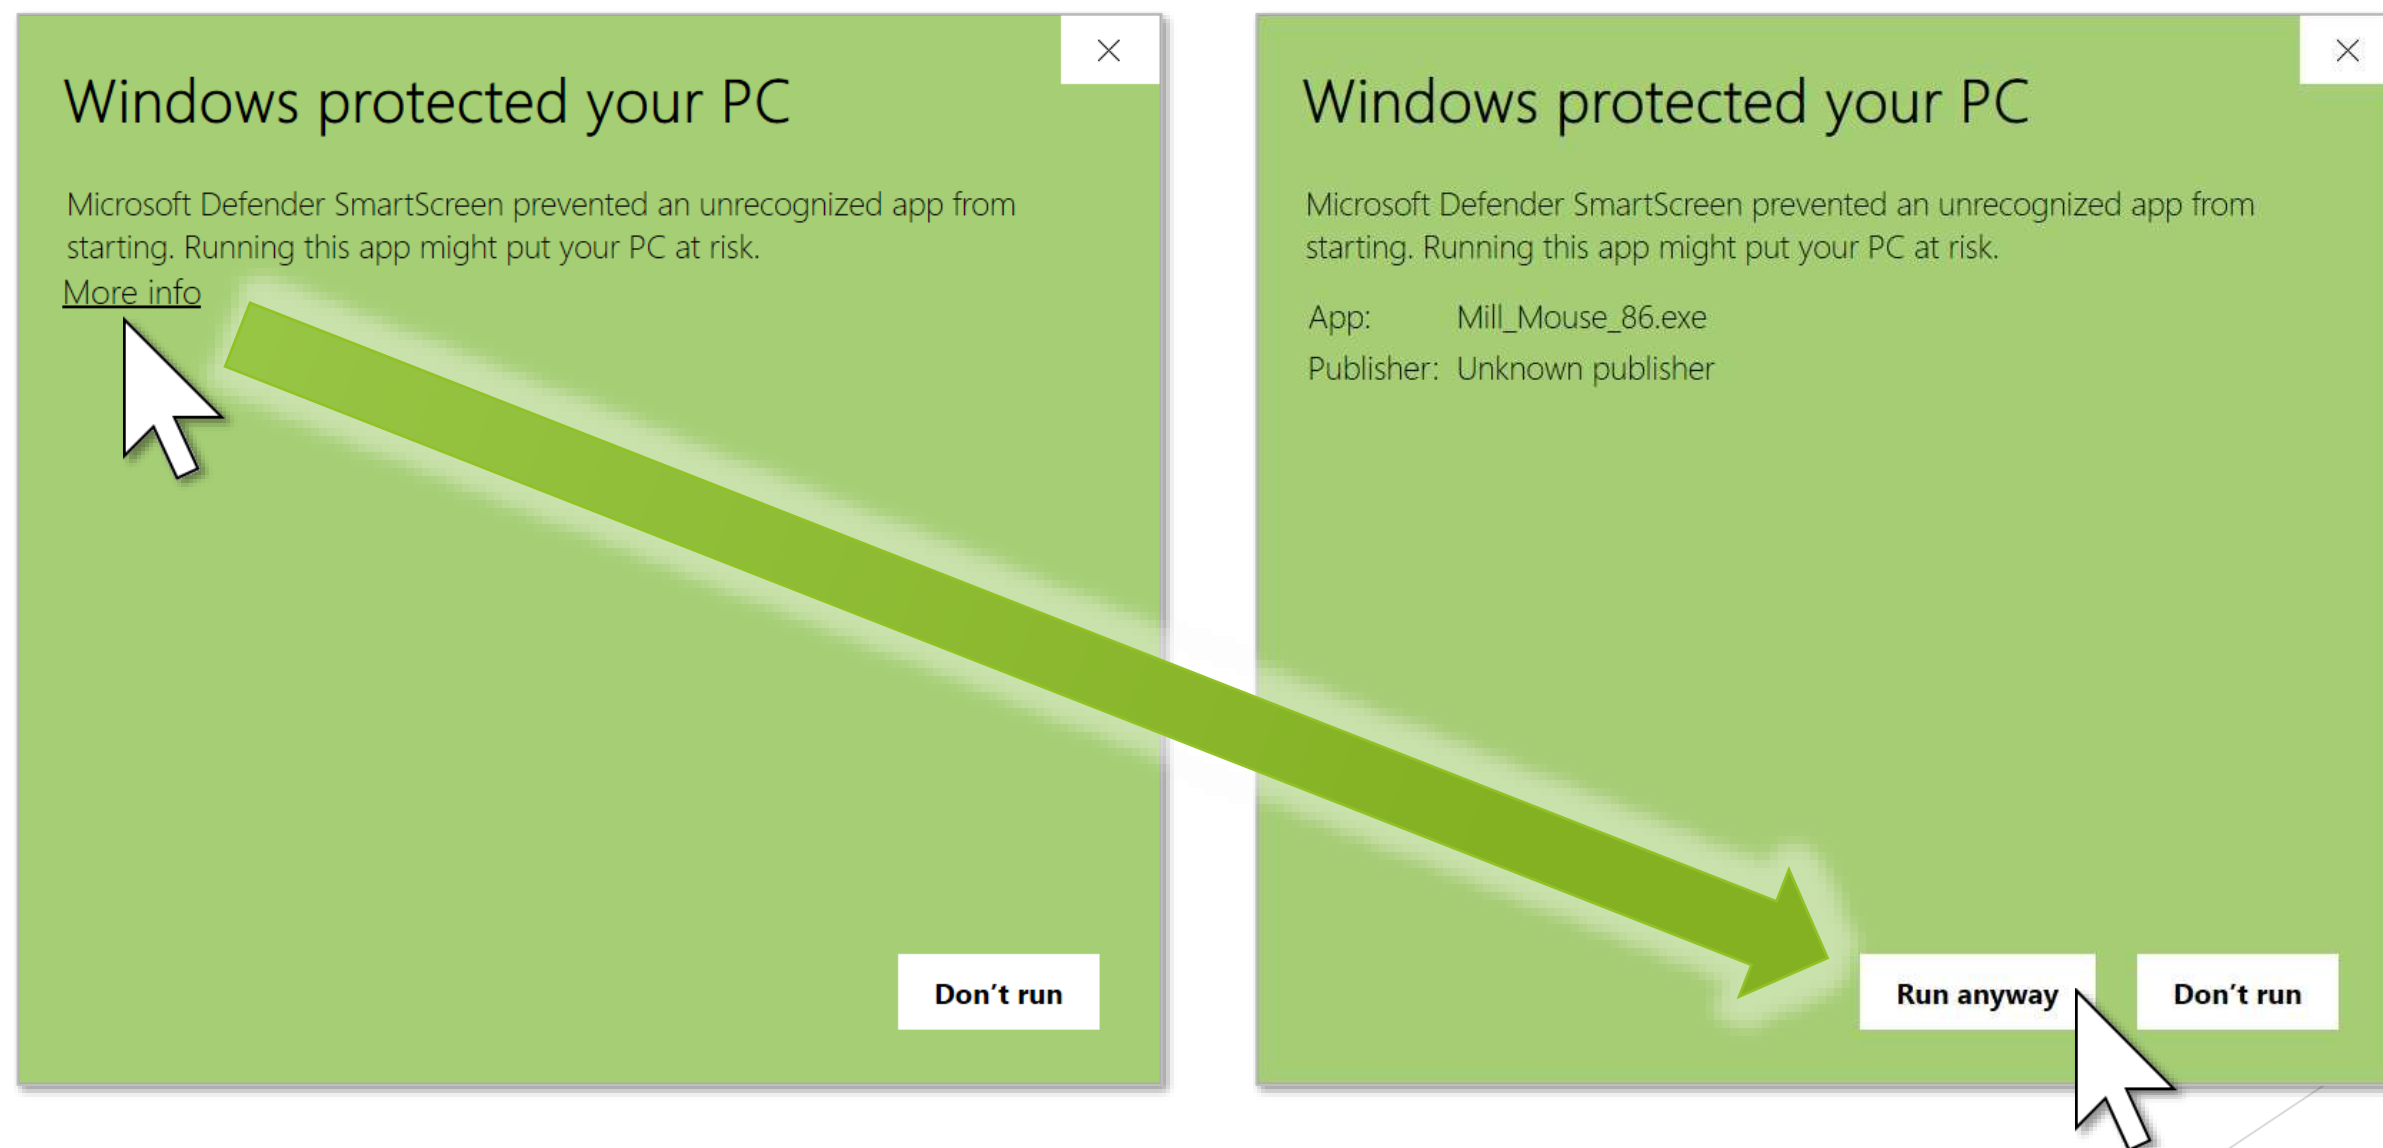 Windows protected your PC
Microsoft Defender SmartScreen prevented an unrecognized app from
starting. Running this app might put your PC at risk.
More info
Don't run
Windows protected your PC
Microsoft Defender SmartScreen prevented an unrecognized app from
starting. Running this app might put your PC at risk.
App: Mill_Mouse_86.exe
Publisher: Unknown publisher
Run anyway Don't run